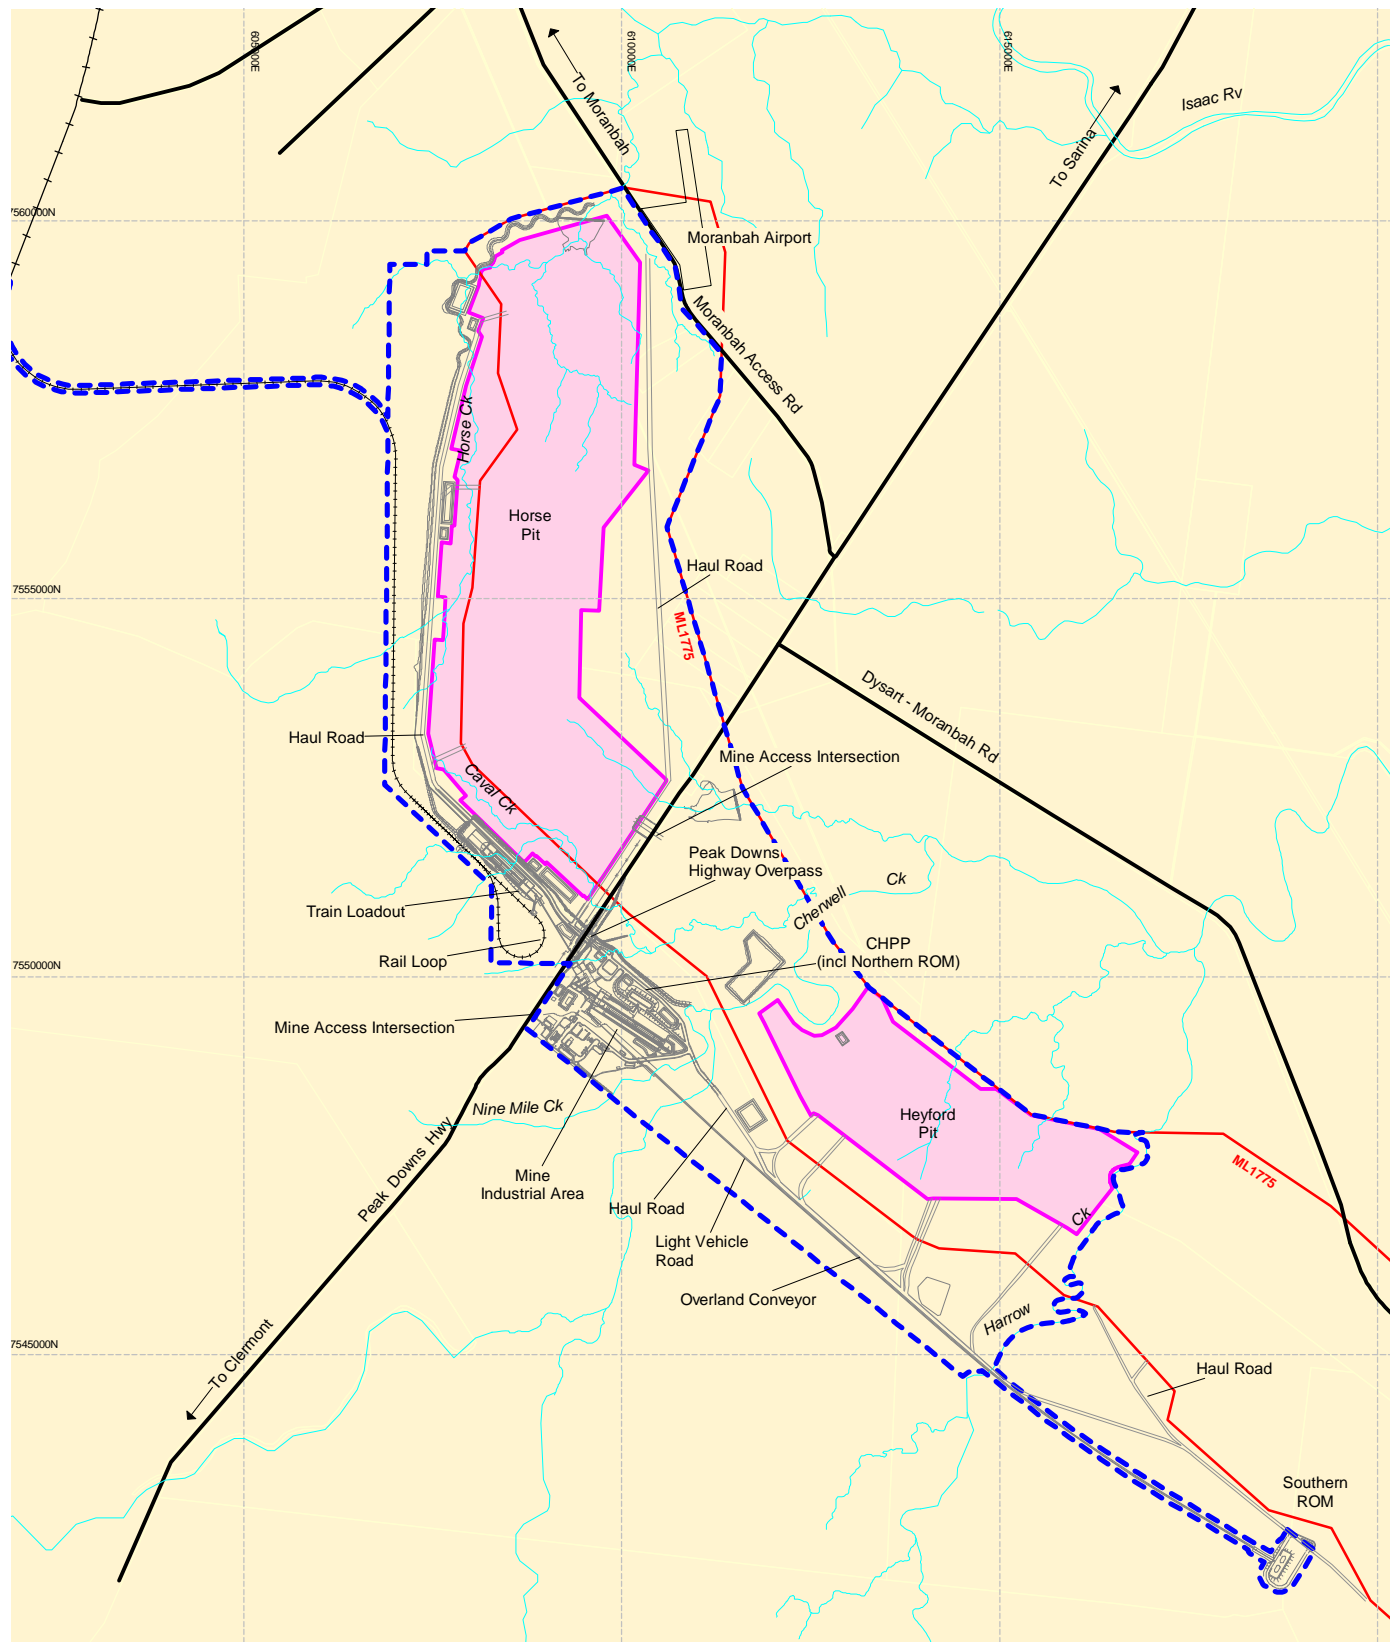 605000E
610000E
615000E
To Moranbah
Isaac Rv
To Sarina
7560000N
Moranbah Airport
Moranbah Access Rd
Horse Ck
Horse
Pit
Haul Road
7555000N
ML1775
Dysart - Moranbah Rd
Haul Road
Mine Access Intersection
Caval Ck
Peak Downs
Highway Overpass
Cherwell
Ck
Train Loadout
CHPP
(incl Northern ROM)
Rail Loop
7550000N
Mine Access Intersection
Nine Mile Ck
Heyford
Pit
Peak Downs Hwy
ML1775
Mine
Industrial Area
Haul Road
Ck
Light Vehicle
Road
Overland Conveyor
Harrow
To Clermont
7545000N
Haul Road
Southern
ROM